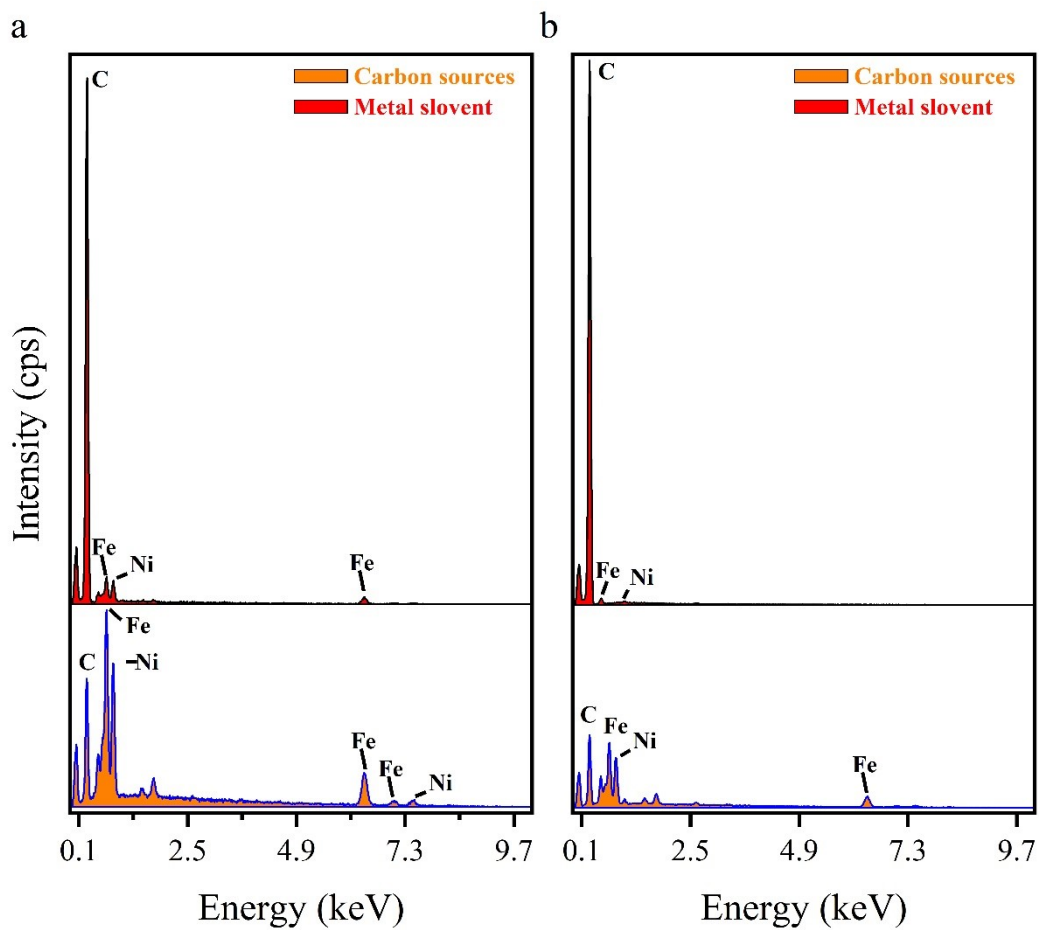 a
b
C
Carbon sources
Metal slovent
Fe
Ni
Fe
Fe
C
Ni
Fe
Fe
Ni
0.1 2.5 4.9 7.3 9.7
Energy (keV)
Intensity (cps)
C
Carbon sources
Metal slovent
Fe
Ni
C
Fe
Ni
Fe
0.1 2.5 4.9 7.3 9.7
Energy (keV)